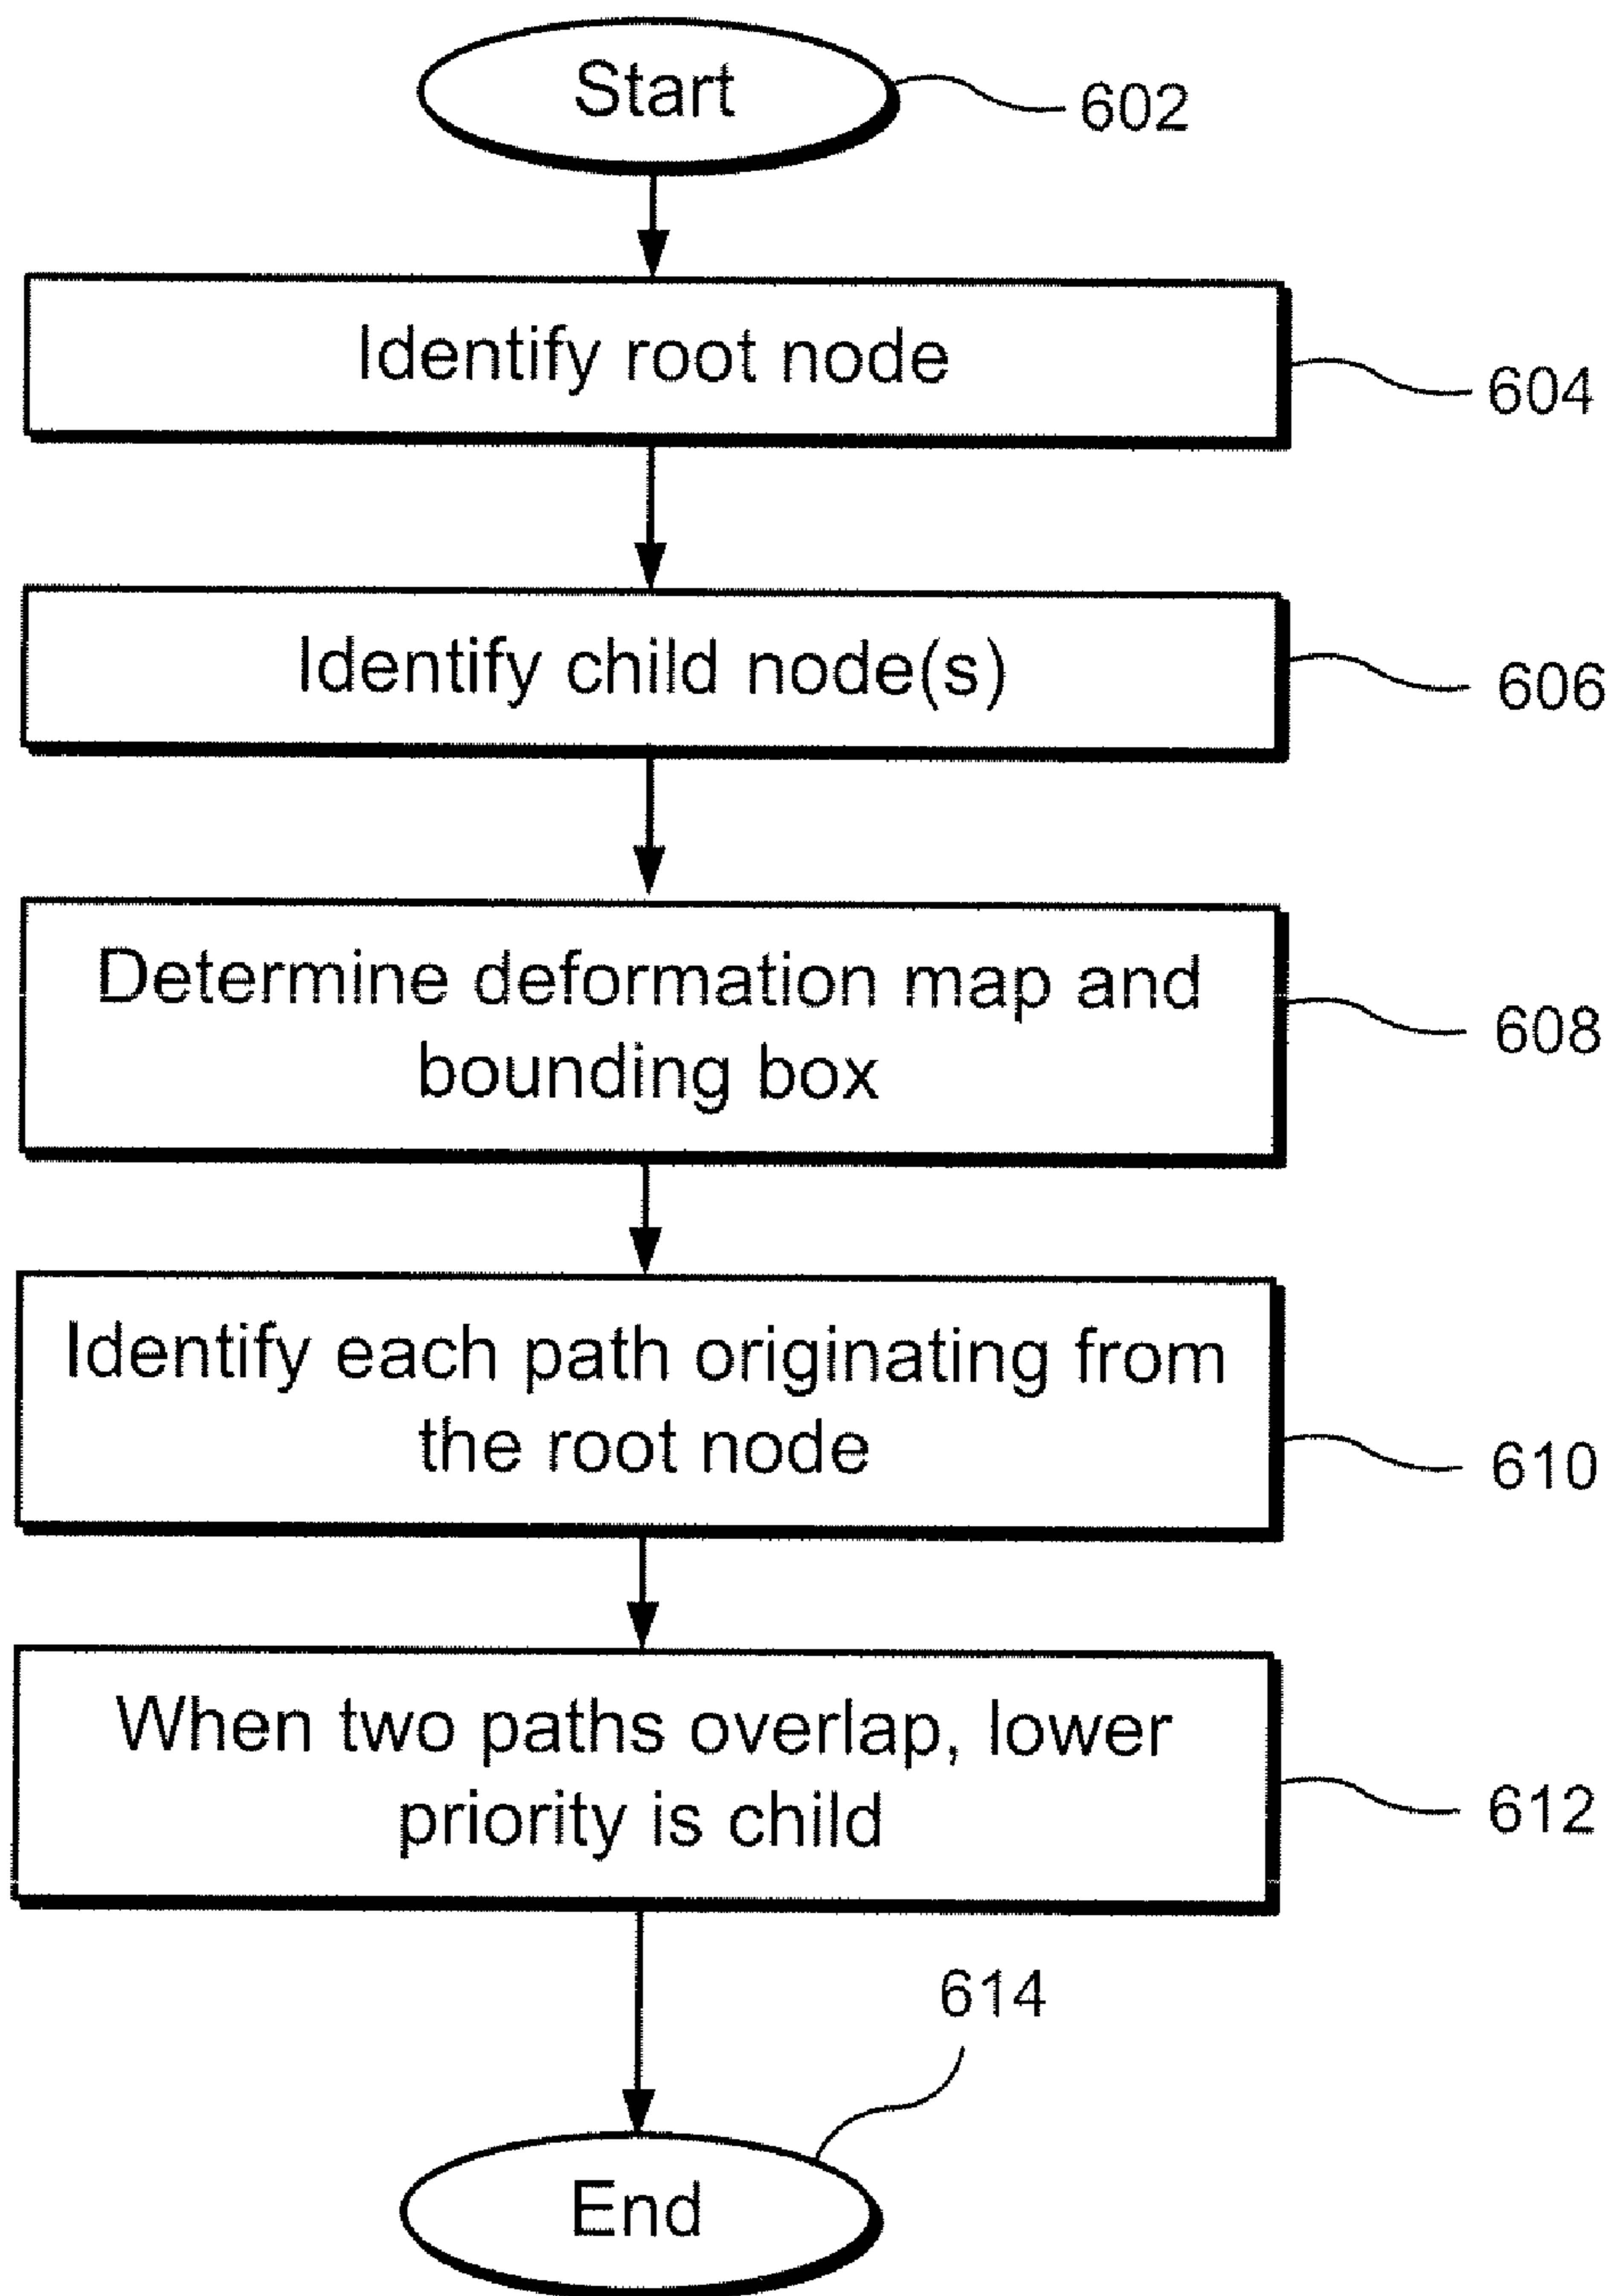 Start
602
Identify root node
604
Identify child node(s)
606
Determine deformation map and
bounding box
608
Identify each path originating from
the root node
610
When two paths overlap, lower
priority is child
612
614
End